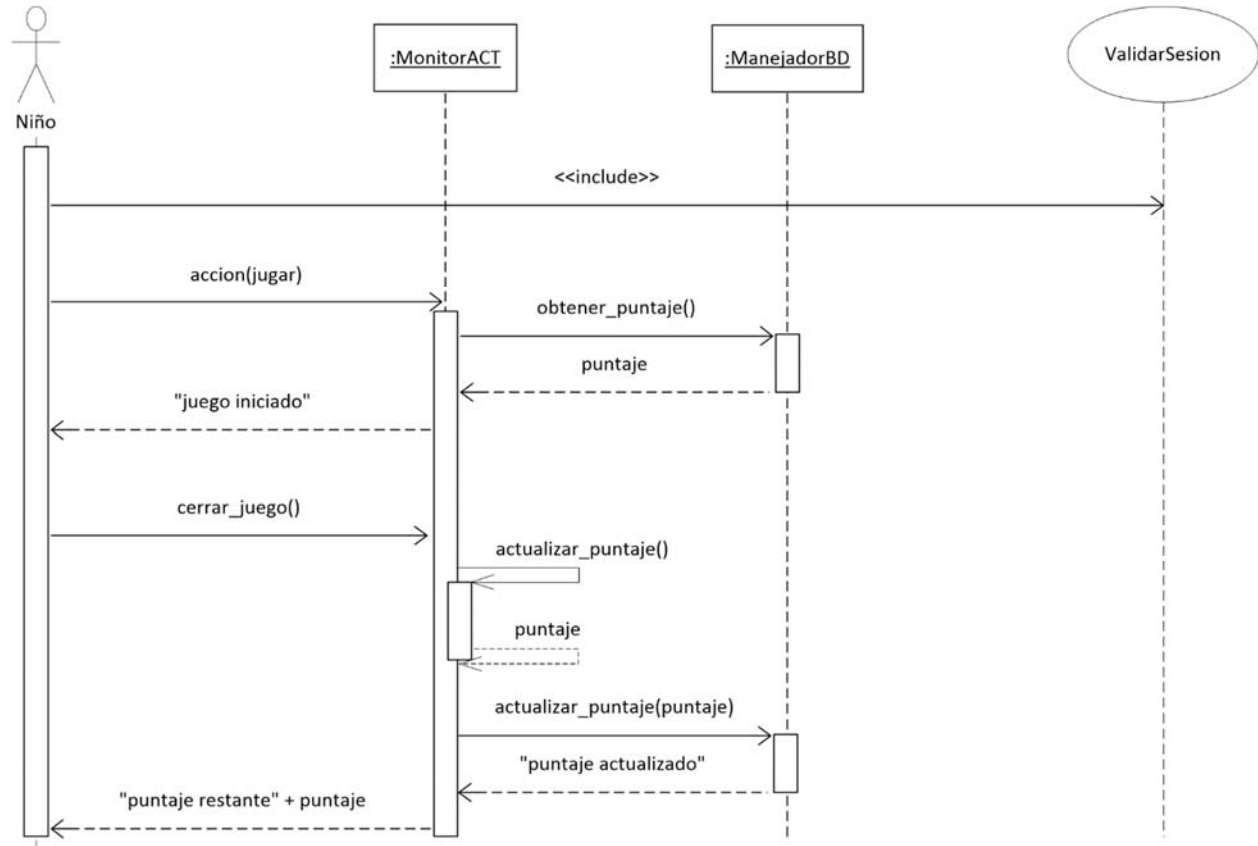 :MonitorACT
:ManejadorBD
ValidarSesion
Niño
<<include>>
accion(jugar)
obtener_puntaje()
puntaje
"juego iniciado"
cerrar_juego()
actualizar_puntaje()
puntaje
actualizar_puntaje(puntaje)
"puntaje actualizado"
"puntaje restante" + puntaje